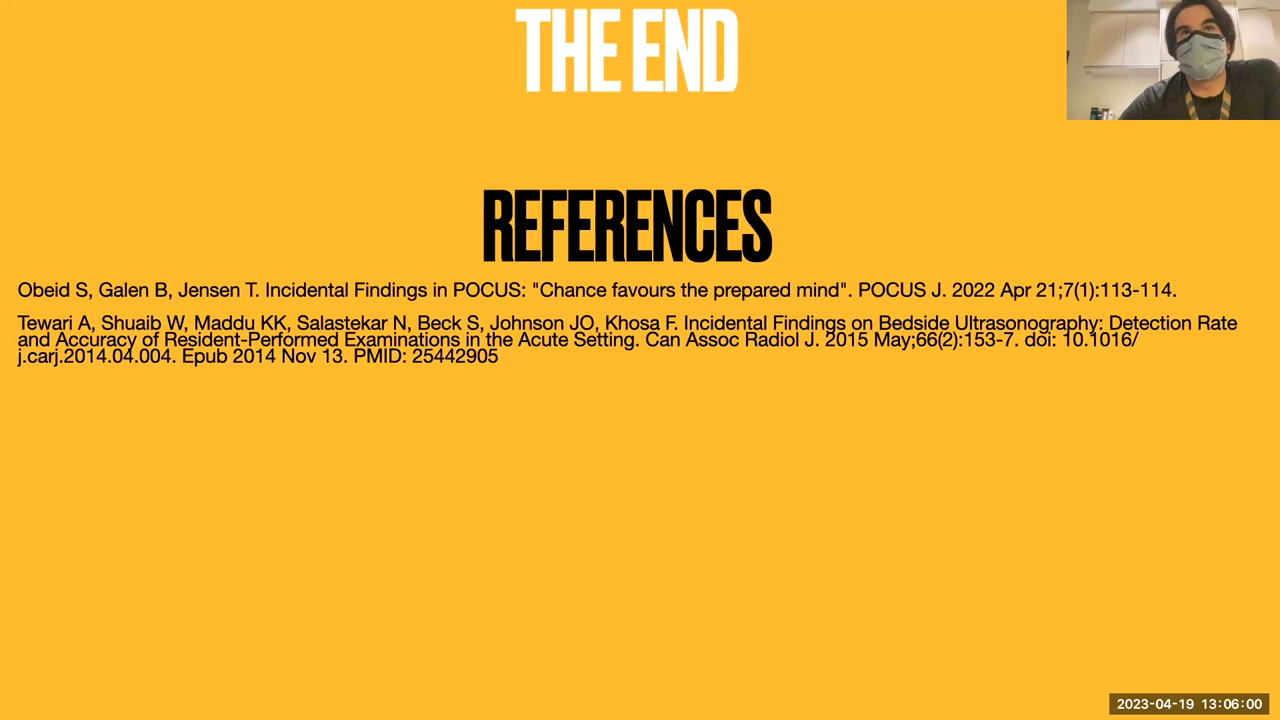 THE END
REFERENCES
Obeid S, Galen B, Jensen T. Incidental Findings in POCUS: "Chance favours the prepared mind". POCUS J. 2022 Apr 21;7(1):113-114.
Tewari A, Shuaib W, Maddu KK, Salastekar N, Beck S, Johnson JO, Khosa F. Incidental Findings on Bedside Ultrasonography: Detection Rate
and Accuracy of Resident-Performed Examinations in the Acute Setting. Can Assoc Radiol J. 2015 May;66(2):153-7. doi: 10.1016/
j.carj.2014.04.004. Epub 2014 Nov 13. PMID: 25442905
2023-04-19 13:06:00